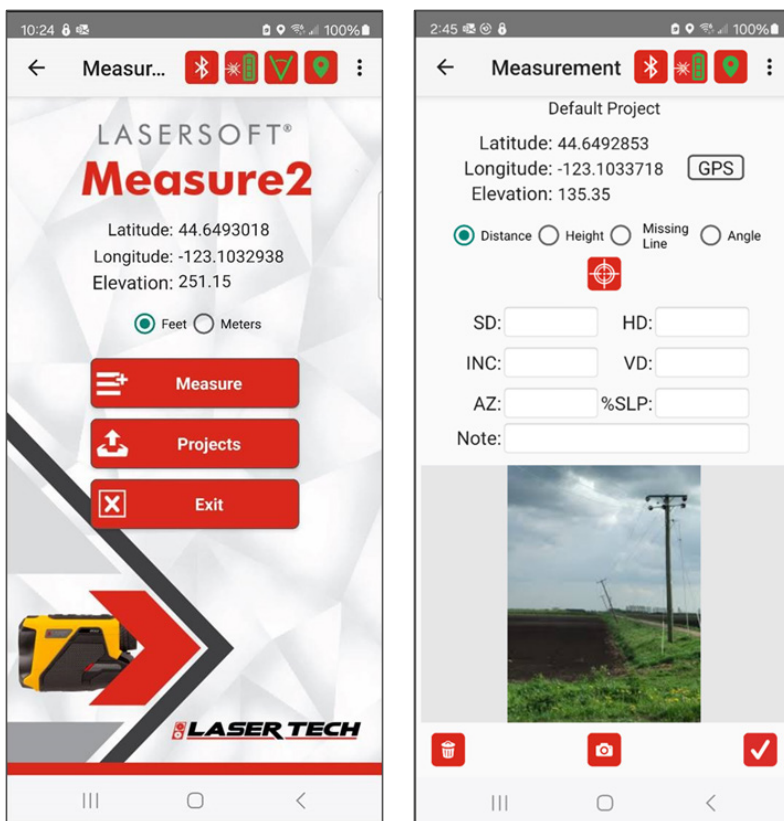 10:24
100%
Measur...
LASERSOFT®
Measure2
Latitude: 44.6493018
Longitude: -123.1032938
Elevation: 251.15
Feet Meters
Measure
Projects
Exit
LASER TECH
2:45
100%
Measurement
Default Project
Latitude: 44.6492853
Longitude: -123.1033718 GPS
Elevation: 135.35
Distance Height Missing Line Angle
SD: HD:
INC: VD:
AZ: %SLP:
Note: